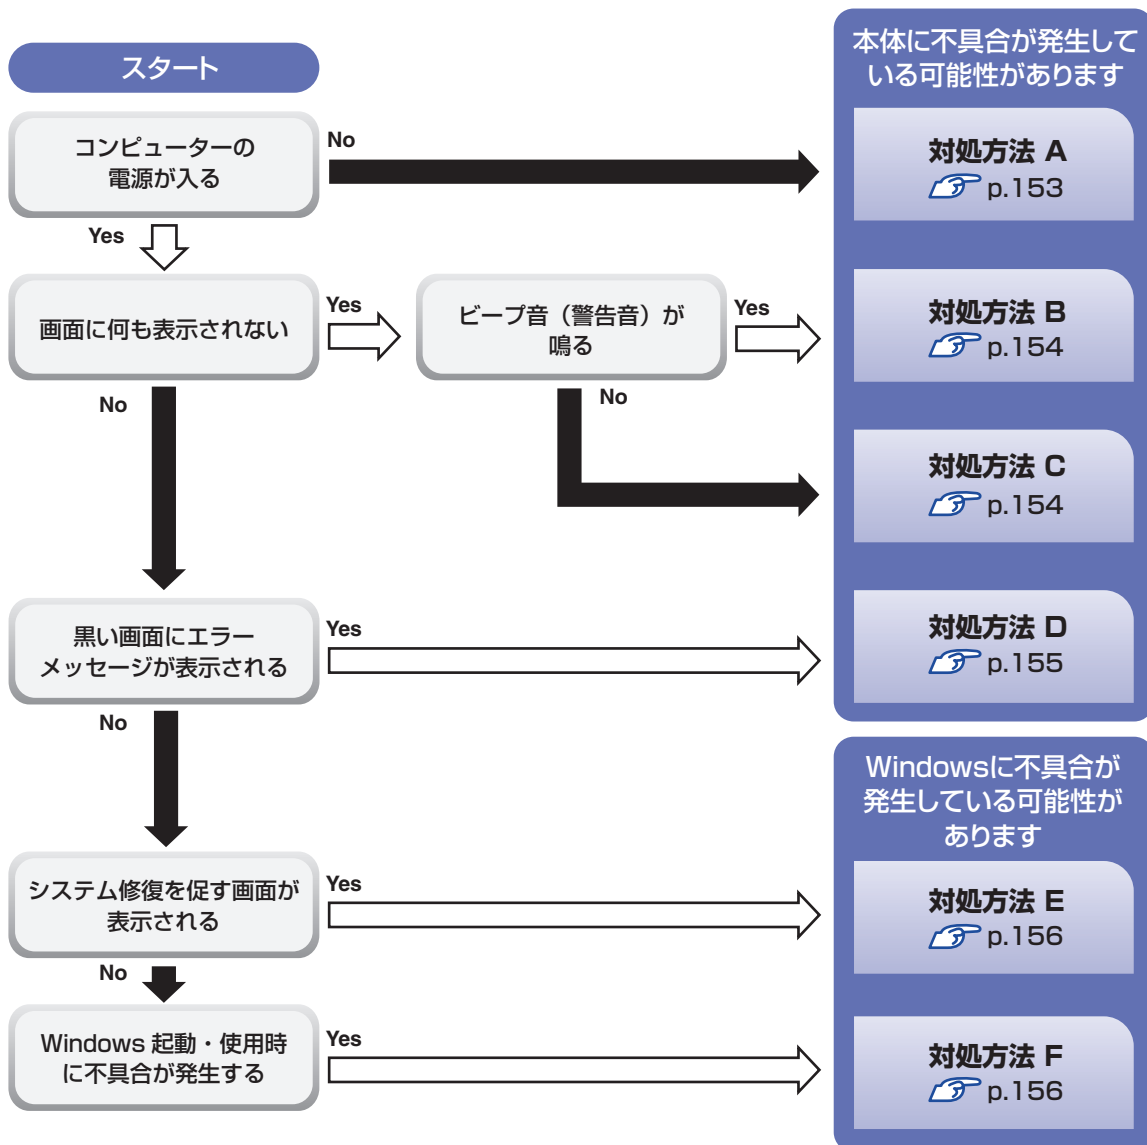 スタート
コンピューターの
電源が入る
No
Yes
画面に何も表示されない
Yes
ビープ音（警告音）が
鳴る
Yes
No
No
黒い画面にエラー
メッセージが表示される
Yes
No
システム修復を促す画面が
表示される
Yes
No
Windows 起動・使用時
に不具合が発生する
Yes
本体に不具合が発生して
いる可能性があります
対処方法 A
p.153
対処方法 B
p.154
対処方法 C
p.154
対処方法 D
p.155
Windowsに不具合が
発生している可能性が
あります
対処方法 E
p.156
対処方法 F
p.156